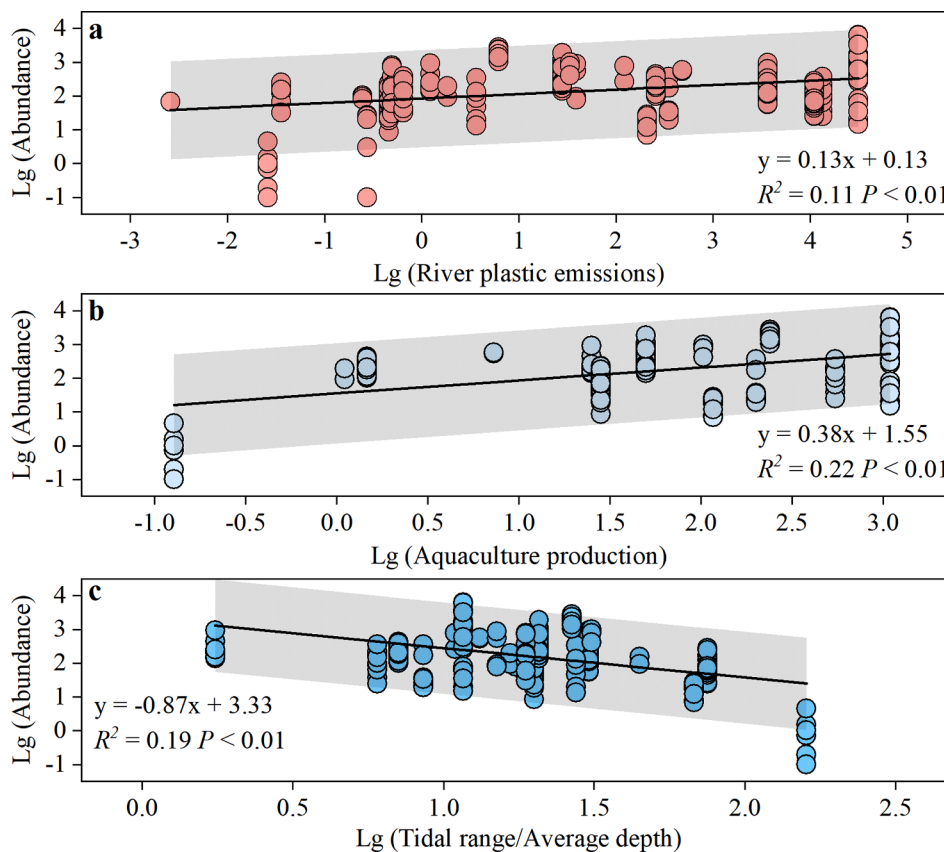 a
Lg (Abundance)
4
3
2
1
0
-1
y = 0.13x + 0.13
R² = 0.11 P < 0.01
-3 -2 -1 0 1 2 3 4 5
Lg (River plastic emissions)
b
Lg (Abundance)
4
3
2
1
0
-1
y = 0.38x + 1.55
R² = 0.22 P < 0.01
-1.0 -0.5 0.0 0.5 1.0 1.5 2.0 2.5 3.0
Lg (Aquaculture production)
c
Lg (Abundance)
4
3
2
1
0
-1
y = -0.87x + 3.33
R² = 0.19 P < 0.01
0.0 0.5 1.0 1.5 2.0 2.5
Lg (Tidal range/Average depth)